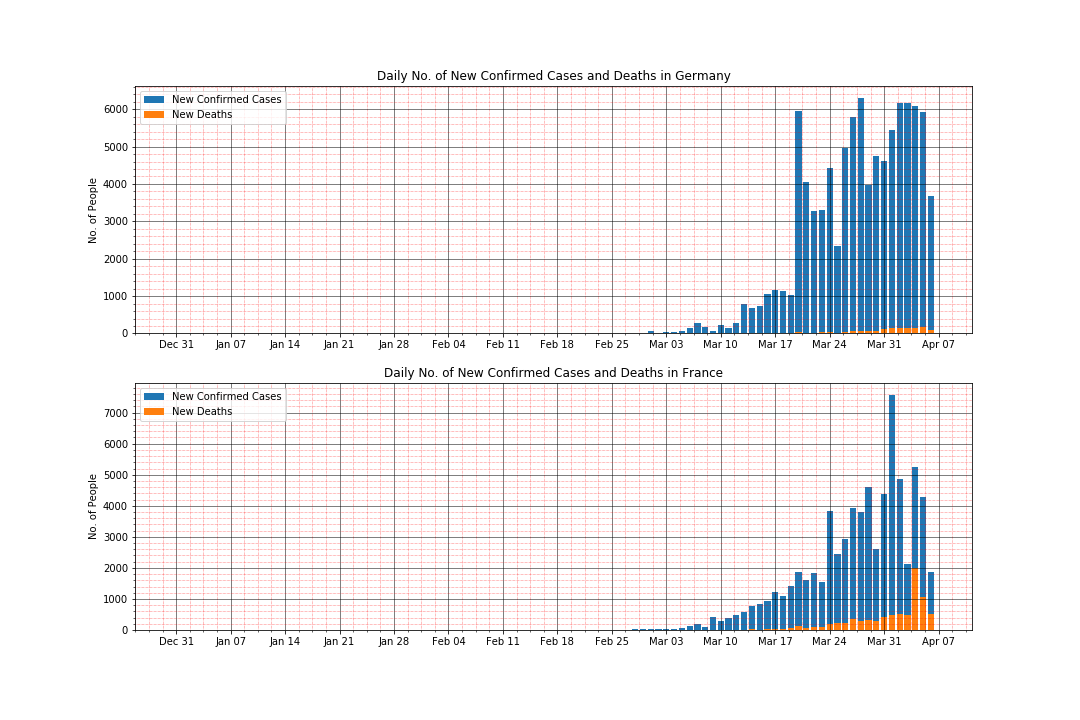 Daily No. of New Confirmed Cases and Deaths in Germany
New Confirmed Cases
New Deaths
No. of People
6000
5000
4000
3000
2000
1000
0
Dec 31 Jan 07 Jan 14 Jan 21 Jan 28 Feb 04 Feb 11 Feb 18 Feb 25 Mar 03 Mar 10 Mar 17 Mar 24 Mar 31 Apr 07
Daily No. of New Confirmed Cases and Deaths in France
New Confirmed Cases
New Deaths
No. of People
7000
6000
5000
4000
3000
2000
1000
0
Dec 31 Jan 07 Jan 14 Jan 21 Jan 28 Feb 04 Feb 11 Feb 18 Feb 25 Mar 03 Mar 10 Mar 17 Mar 24 Mar 31 Apr 07